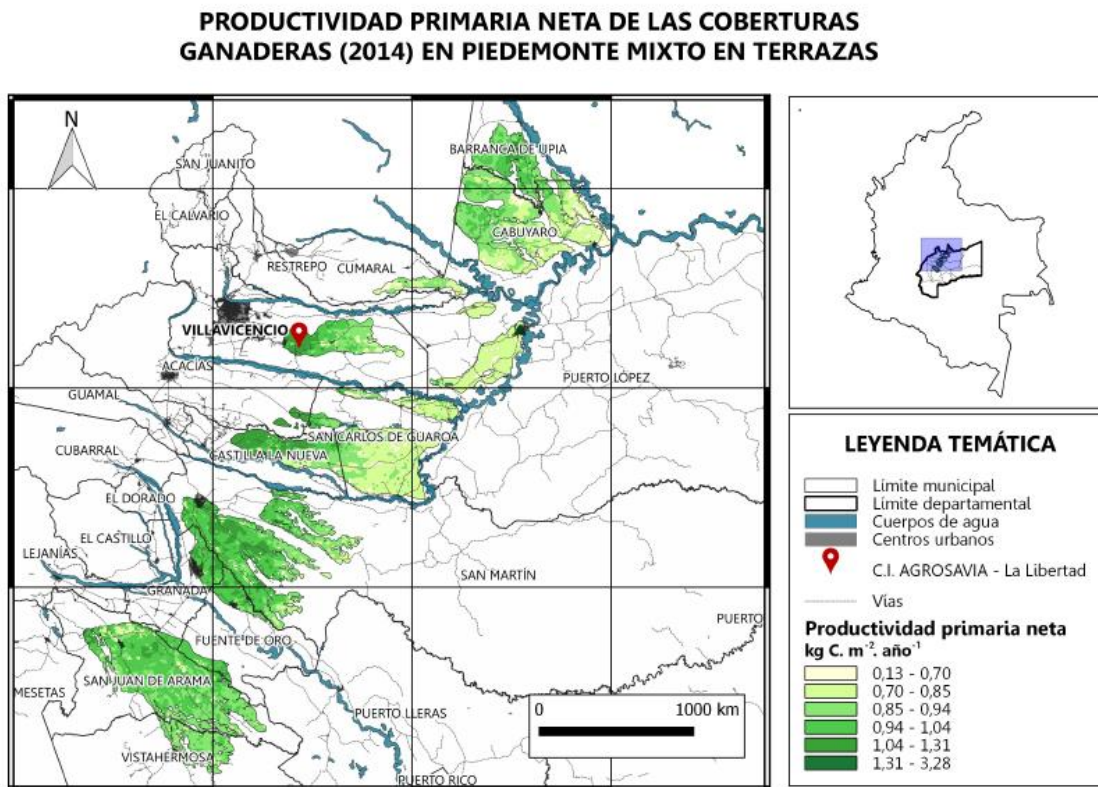 PRODUCTIVIDAD PRIMARIA NETA DE LAS COBERTURAS
GANADERAS (2014) EN PIEDEMONTE MIXTO EN TERRAZAS
N
SAN JUANITO
BARRANCA DE UPIA
EL CALVARIO
CABUYARO
RESTREPO
CUMARAL
VILLAVICENCIO
ACACÍAS
PUERTO LÓPEZ
GUAMAL
SAN CARLOS DE GUAROA
CUBARRAL
CASTILLA LA NUEVA
EL DORADO
EL CASTILLO
LEJANÍAS
SAN MARTÍN
GRANADA
PUERTO
FUENTE DE ORO
SAN JUAN DE ARAMA
MESETAS
PUERTO LLERAS
VISTAHERMOSA
PUERTO RICO
0 1000 km
LEYENDA TEMÁTICA
Límite municipal
Límite departamental
Cuerpos de agua
Centros urbanos
C.I. AGROSAVIA - La Libertad
Vías
Productividad primaria neta
kg C. m⁻². año⁻¹
0,13 - 0,70
0,70 - 0,85
0,85 - 0,94
0,94 - 1,04
1,04 - 1,31
1,31 - 3,28